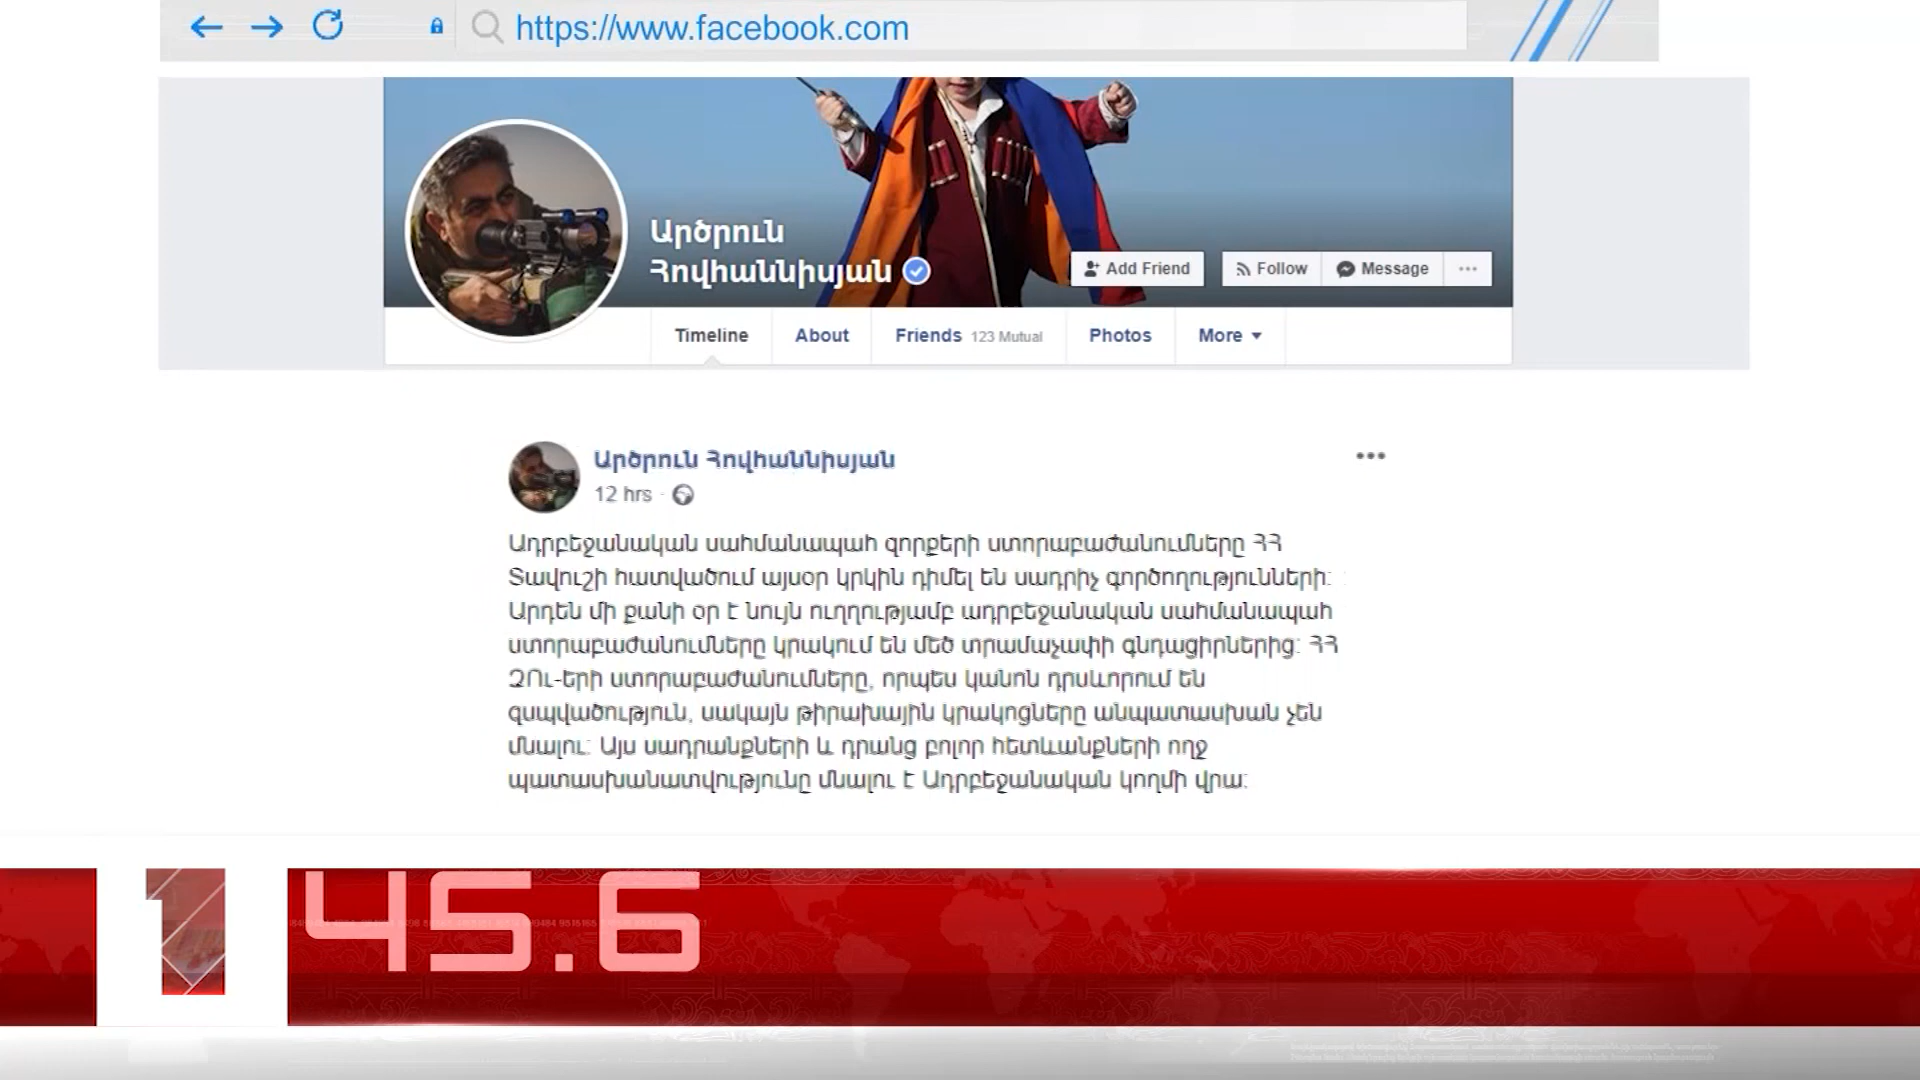 https://www.facebook.com
Արծրուն
Հովհաննիսյան
Add Friend
Follow
Message
Timeline
About
Friends 123 Mutual
Photos
More
Արծրուն Հովհաննիսյան
12 hrs
Ադրբեջանական սահմանապահ զորքերի ստորաբաժանումները ՀՀ
Տավուշի հատվածում այսօր կրկին դիմել են սադրիչ գործողությունների:
Արդեն մի քանի օր է նույն ուղղությամբ ադրբեջանական սահմանապահ
ստորաբաժանումները կրակում են մեծ տրամաչափի գնդացիրներից: ՀՀ
ԶՈւ-երի ստորաբաժանումները, որպես կանոն դրսևորում են
զսպվածություն, սակայն թիրախային կրակոցները անպատասխան չեն
մնալու: Այս սադրանքների և դրանց բոլոր հետևանքների ողջ
պատասխանատվությունը մնալու է Ադրբեջանական կողմի վրա:
1
45.6